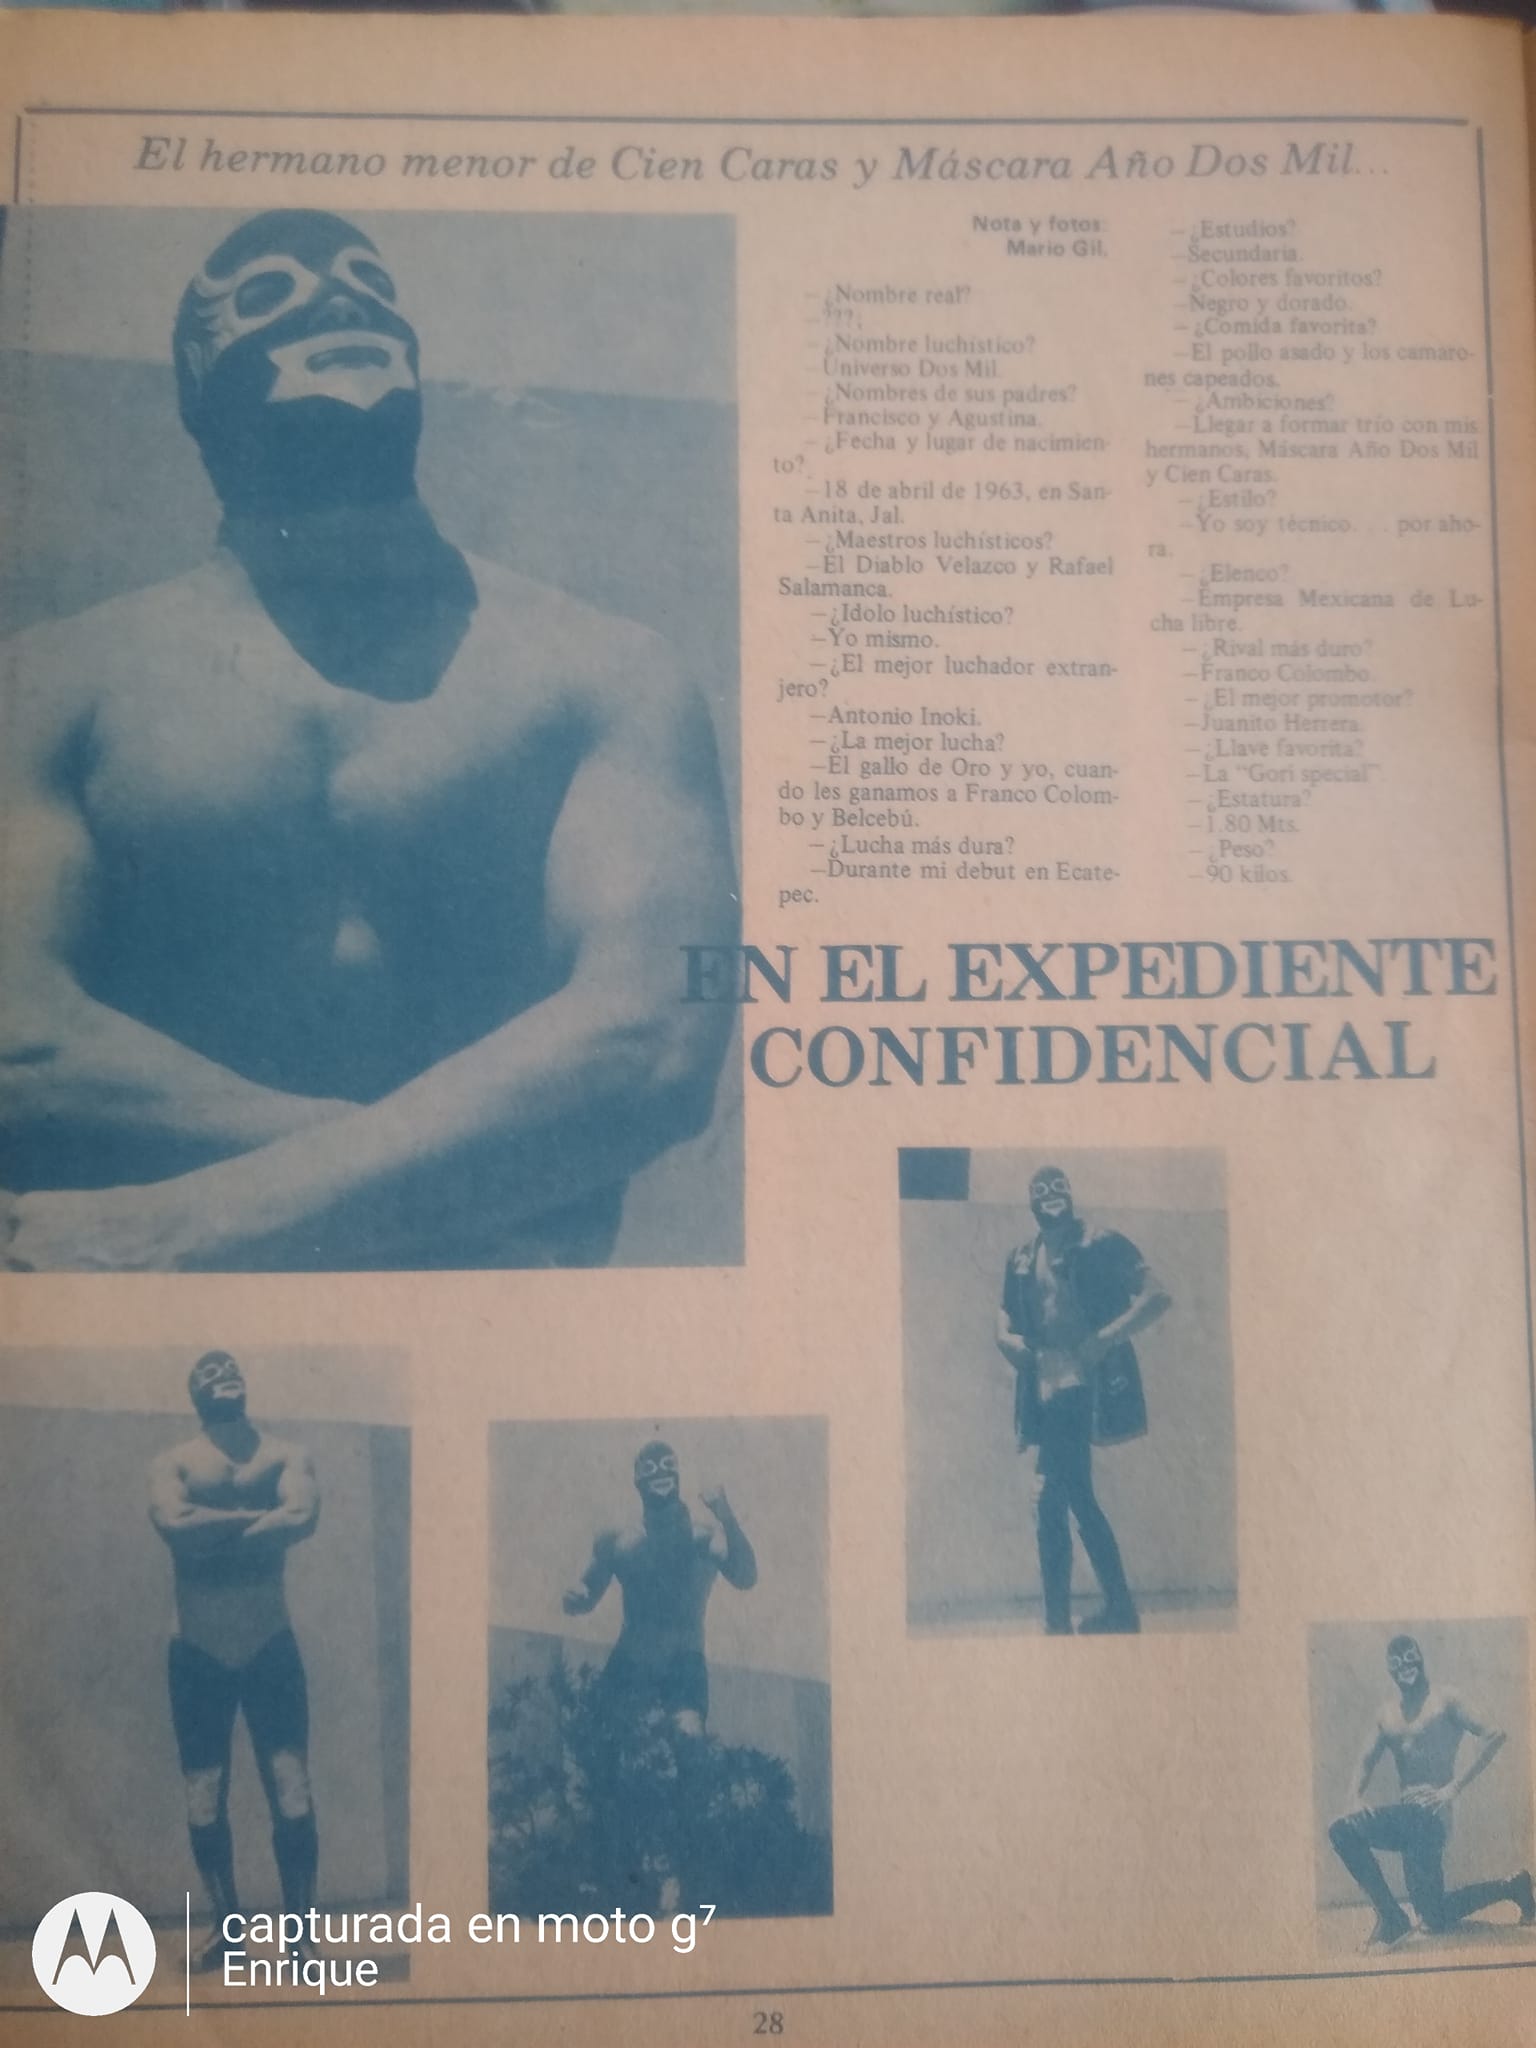 El hermano menor de Cien Caras y Máscara Año Dos Mil...
Nota y fotos:
Mario Gil.
—¿Nombre real?
—???;
—¿Nombre luchístico?
—Universo Dos Mil.
—¿Nombres de sus padres?
—Francisco y Agustina.
—¿Fecha y lugar de nacimien-
to?
—18 de abril de 1963, en San-
ta Anita, Jal.
—¿Maestros luchísticos?
—El Diablo Velazco y Rafael
Salamanca.
—¿Idolo luchístico?
—Yo mismo.
—¿El mejor luchador extran-
jero?
—Antonio Inoki.
—¿La mejor lucha?
—El gallo de Oro y yo, cuan-
do les ganamos a Franco Colom-
bo y Belcebú.
—¿Lucha más dura?
—Durante mi debut en Ecate-
pec.
—¿Estudios?
—Secundaria.
—¿Colores favoritos?
—Negro y dorado.
—¿Comida favorita?
—El pollo asado y los camaro-
nes capeados.
—¿Ambiciones?
—Llegar a formar trío con mis
hermanos, Máscara Año Dos Mil
y Cien Caras.
—¿Estilo?
—Yo soy técnico. . . por aho-
ra.
—¿Elenco?
—Empresa Mexicana de Lu-
cha libre.
—¿Rival más duro?
—Franco Colombo.
—¿El mejor promotor?
—Juanito Herrera.
—¿Llave favorita?
—La “Gori special”.
—¿Estatura?
—1.80 Mts.
—¿Peso?
—90 kilos.
EN EL EXPEDIENTE
CONFIDENCIAL
capturada en moto g⁷
Enrique
28